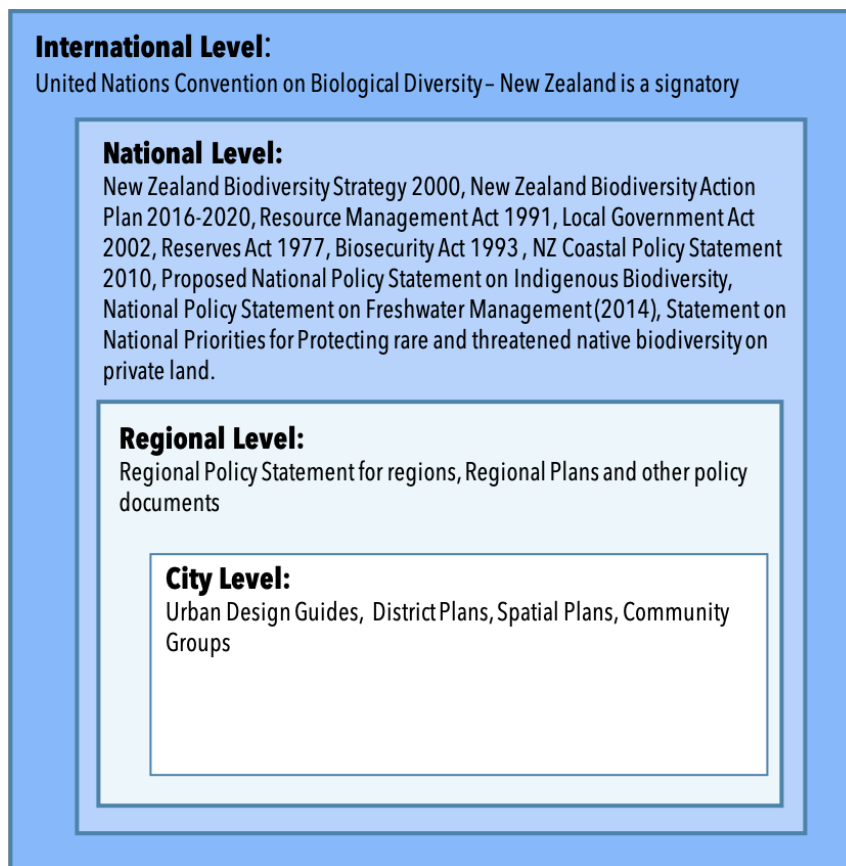 International Level:
United Nations Convention on Biological Diversity – New Zealand is a signatory
National Level:
New Zealand Biodiversity Strategy 2000, New Zealand Biodiversity Action
Plan 2016-2020, Resource Management Act 1991, Local Government Act
2002, Reserves Act 1977, Biosecurity Act 1993 , NZ Coastal Policy Statement
2010, Proposed National Policy Statement on Indigenous Biodiversity,
National Policy Statement on Freshwater Management (2014), Statement on
National Priorities for Protecting rare and threatened native biodiversity on
private land.
Regional Level:
Regional Policy Statement for regions, Regional Plans and other policy
documents
City Level:
Urban Design Guides, District Plans, Spatial Plans, Community
Groups